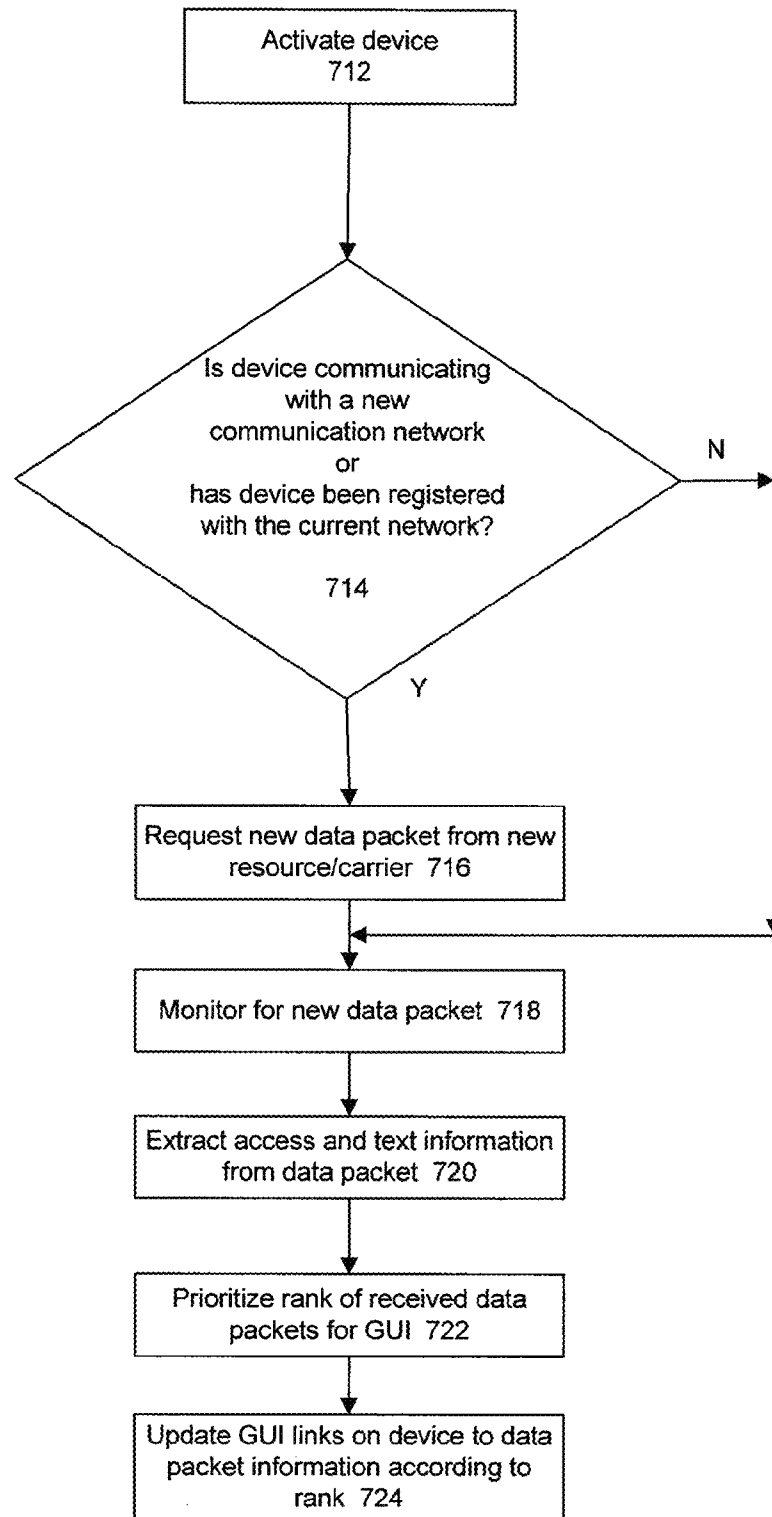 Activate device
712
Is device communicating
with a new
communication network
or
has device been registered
with the current network?
714
N
Y
Request new data packet from new
resource/carrier 716
Monitor for new data packet 718
Extract access and text information
from data packet 720
Prioritize rank of received data
packets for GUI 722
Update GUI links on device to data
packet information according to
rank 724